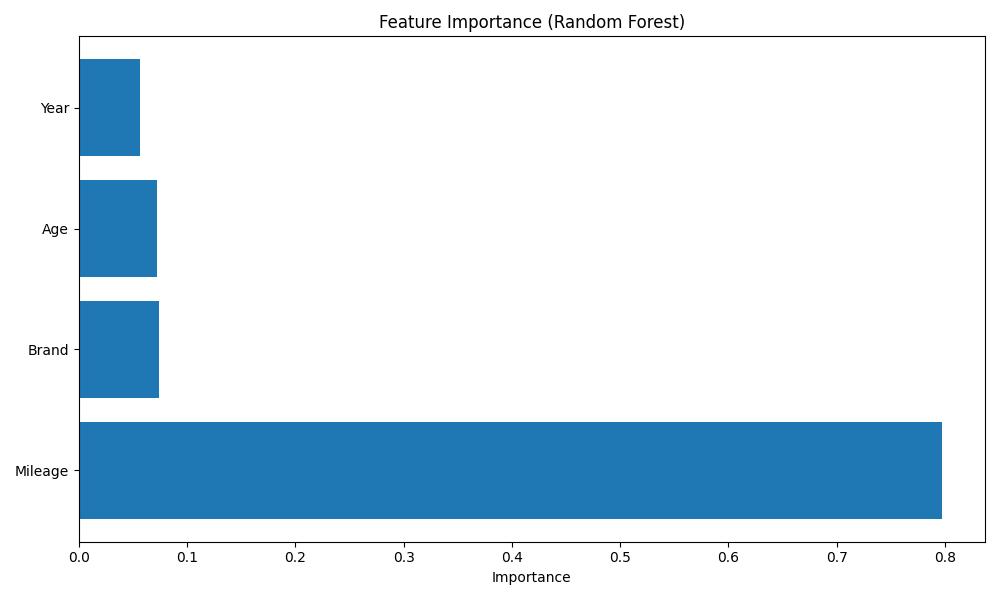 Feature Importance (Random Forest)
Year
Age
Brand
Mileage
0.0 0.1 0.2 0.3 0.4 0.5 0.6 0.7 0.8
Importance